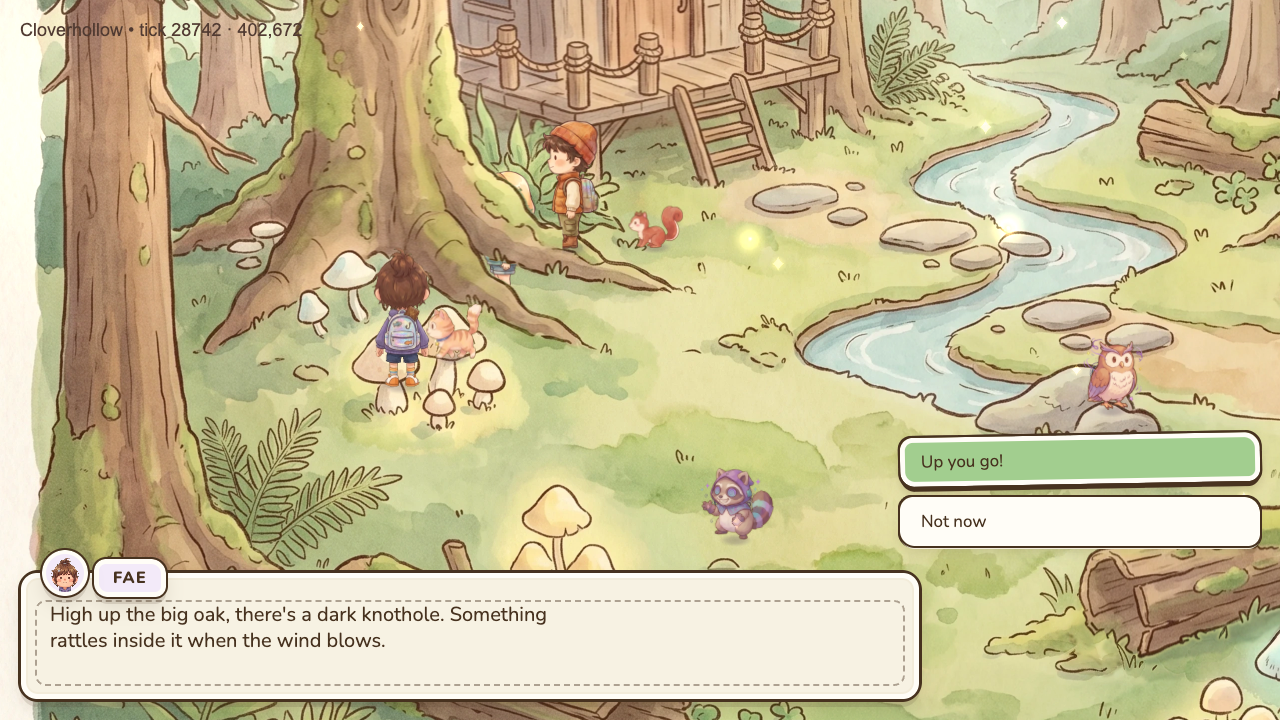 Cloverhollow • tick 28742 · 402,672
Up you go!
Not now
FAE
High up the big oak, there's a dark knothole. Something
rattles inside it when the wind blows.